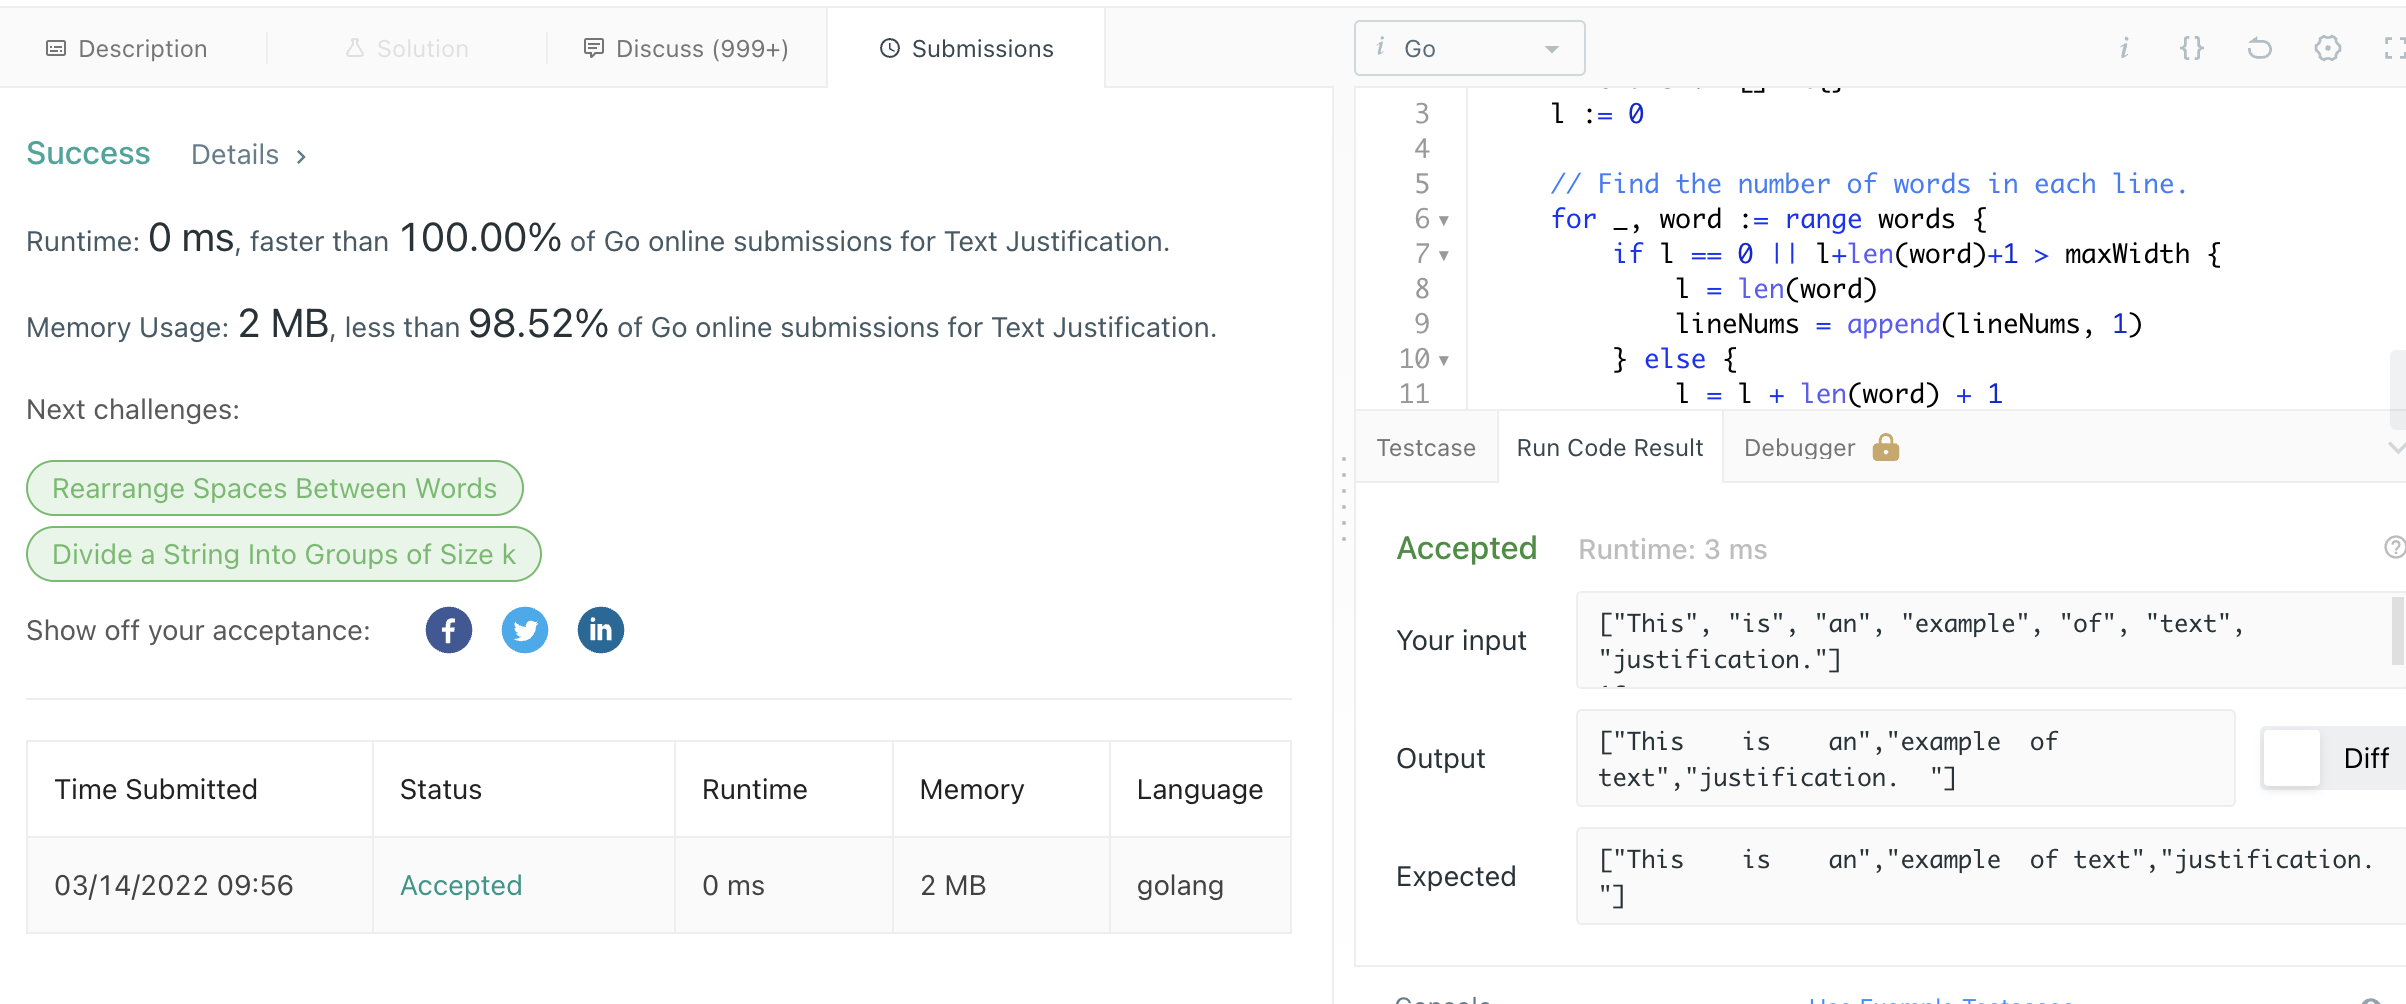 Description
Solution
Discuss (999+)
Submissions
Success Details >
Runtime: 0 ms, faster than 100.00% of Go online submissions for Text Justification.
Memory Usage: 2 MB, less than 98.52% of Go online submissions for Text Justification.
Next challenges:
Rearrange Spaces Between Words
Divide a String Into Groups of Size k
Show off your acceptance:
Time Submitted Status Runtime Memory Language
03/14/2022 09:56 Accepted 0 ms 2 MB golang
i Go
i {}
3 l := 0
4
5 // Find the number of words in each line.
6 for _, word := range words {
7 if l == 0 || l+len(word)+1 > maxWidth {
8 l = len(word)
9 lineNums = append(lineNums, 1)
10 } else {
11 l = l + len(word) + 1
Testcase Run Code Result Debugger
Accepted Runtime: 3 ms
Your input
["This", "is", "an", "example", "of", "text",
"justification."]
Output
["This    is    an","example  of
text","justification.  "]
Diff
Expected
["This    is    an","example  of text","justification.
"]
Console
Use Example Testcases